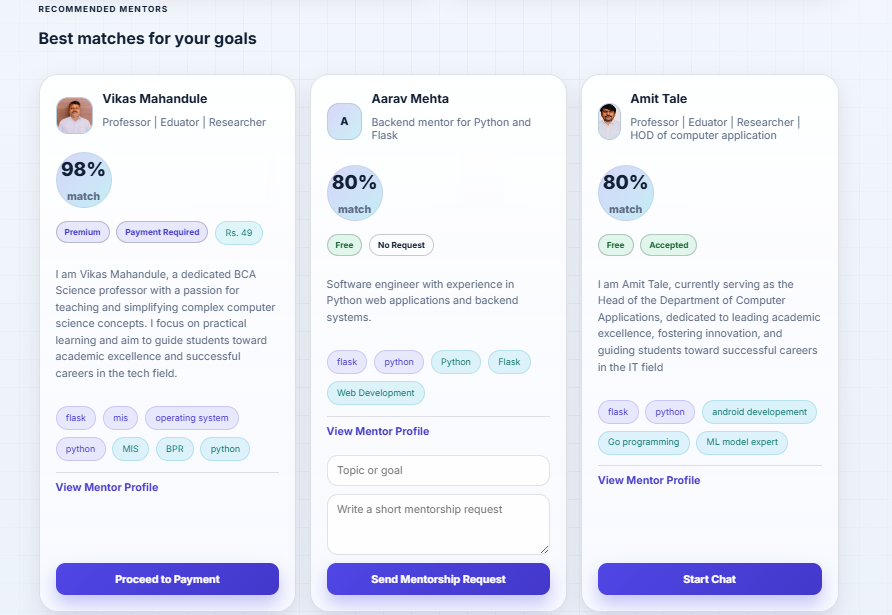 RECOMMENDED MENTORS
Best matches for your goals
Vikas Mahandule
Professor | Eduator | Researcher
98%
match
Premium
Payment Required
Rs. 49
I am Vikas Mahandule, a dedicated BCA
Science professor with a passion for
teaching and simplifying complex computer
science concepts. I focus on practical
learning and aim to guide students toward
academic excellence and successful
careers in the tech field.
flask
mis
operating system
python
MIS
BPR
python
View Mentor Profile
Proceed to Payment
A
Aarav Mehta
Backend mentor for Python and
Flask
80%
match
Free
No Request
Software engineer with experience in
Python web applications and backend
systems.
flask
python
Python
Flask
Web Development
View Mentor Profile
Topic or goal
Write a short mentorship request
Send Mentorship Request
Amit Tale
Professor | Eduator | Researcher |
HOD of computer application
80%
match
Free
Accepted
I am Amit Tale, currently serving as the
Head of the Department of Computer
Applications, dedicated to leading academic
excellence, fostering innovation, and
guiding students toward successful careers
in the IT field
flask
python
android developement
Go programming
ML model expert
View Mentor Profile
Start Chat